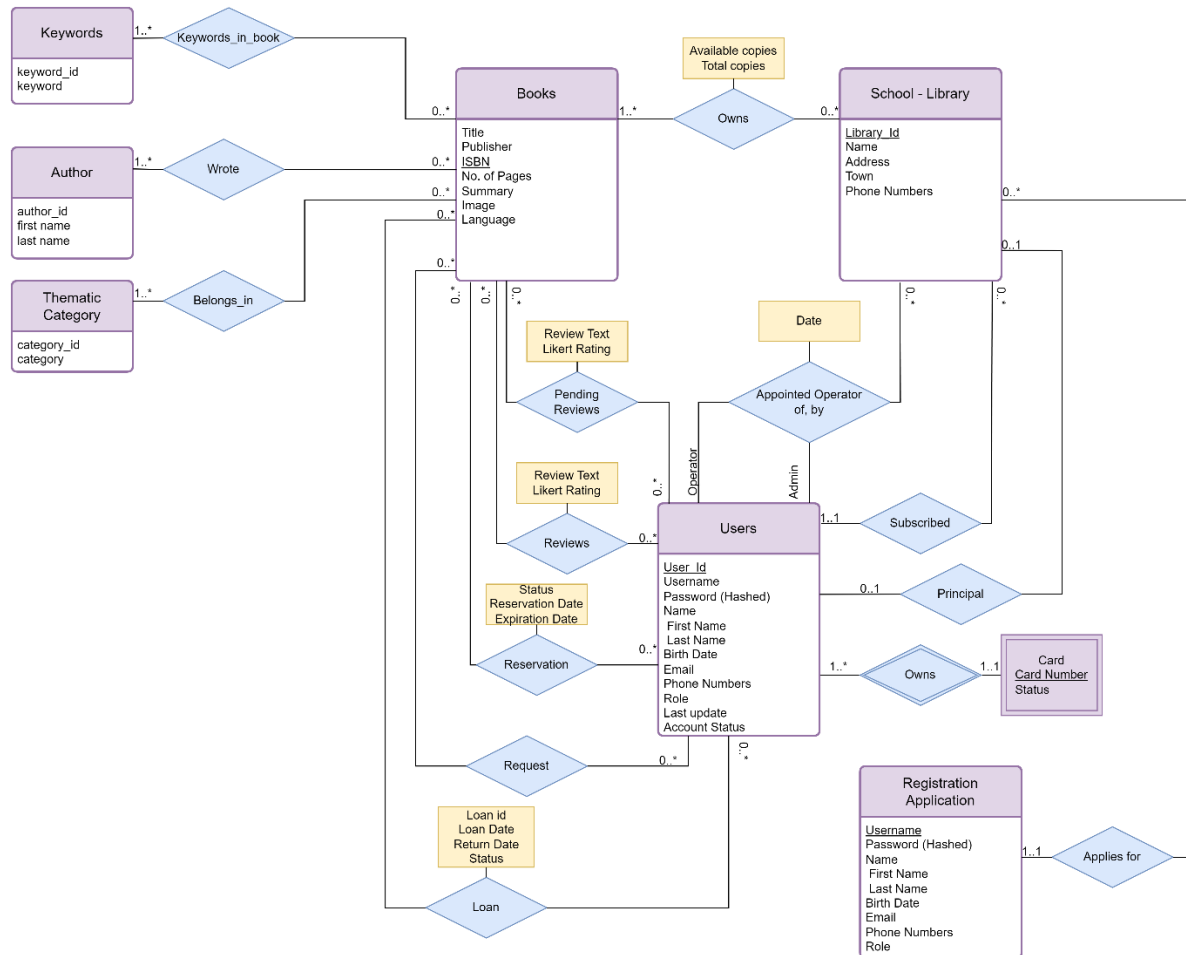 Keywords
keyword_id
keyword
1..*
Keywords_in_book
0..*
Author
author_id
first name
last name
1..*
Wrote
0..*
Thematic
Category
category_id
category
1..*
Belongs_in
0..*
Books
Title
Publisher
ISBN
No. of Pages
Summary
Image
Language
0..*
0..*
0..*
0..*
0..*
1..*
Available copies
Total copies
Owns
0..*
School - Library
Library_Id
Name
Address
Town
Phone Numbers
0..*
0..1
0..*
0..*
Review Text
Likert Rating
Pending
Reviews
0..*
Date
Appointed Operator
of, by
Operator
Admin
Review Text
Likert Rating
Reviews
0..*
Status
Reservation Date
Expiration Date
Reservation
0..*
Request
0..*
Loan id
Loan Date
Return Date
Status
Loan
0..*
Users
User_Id
Username
Password (Hashed)
Name
First Name
Last Name
Birth Date
Email
Phone Numbers
Role
Last update
Account Status
1..1
Subscribed
0..1
Principal
1..*
Owns
1..1
Card
Card Number
Status
Registration
Application
Username
Password (Hashed)
Name
First Name
Last Name
Birth Date
Email
Phone Numbers
Role
1..1
Applies for